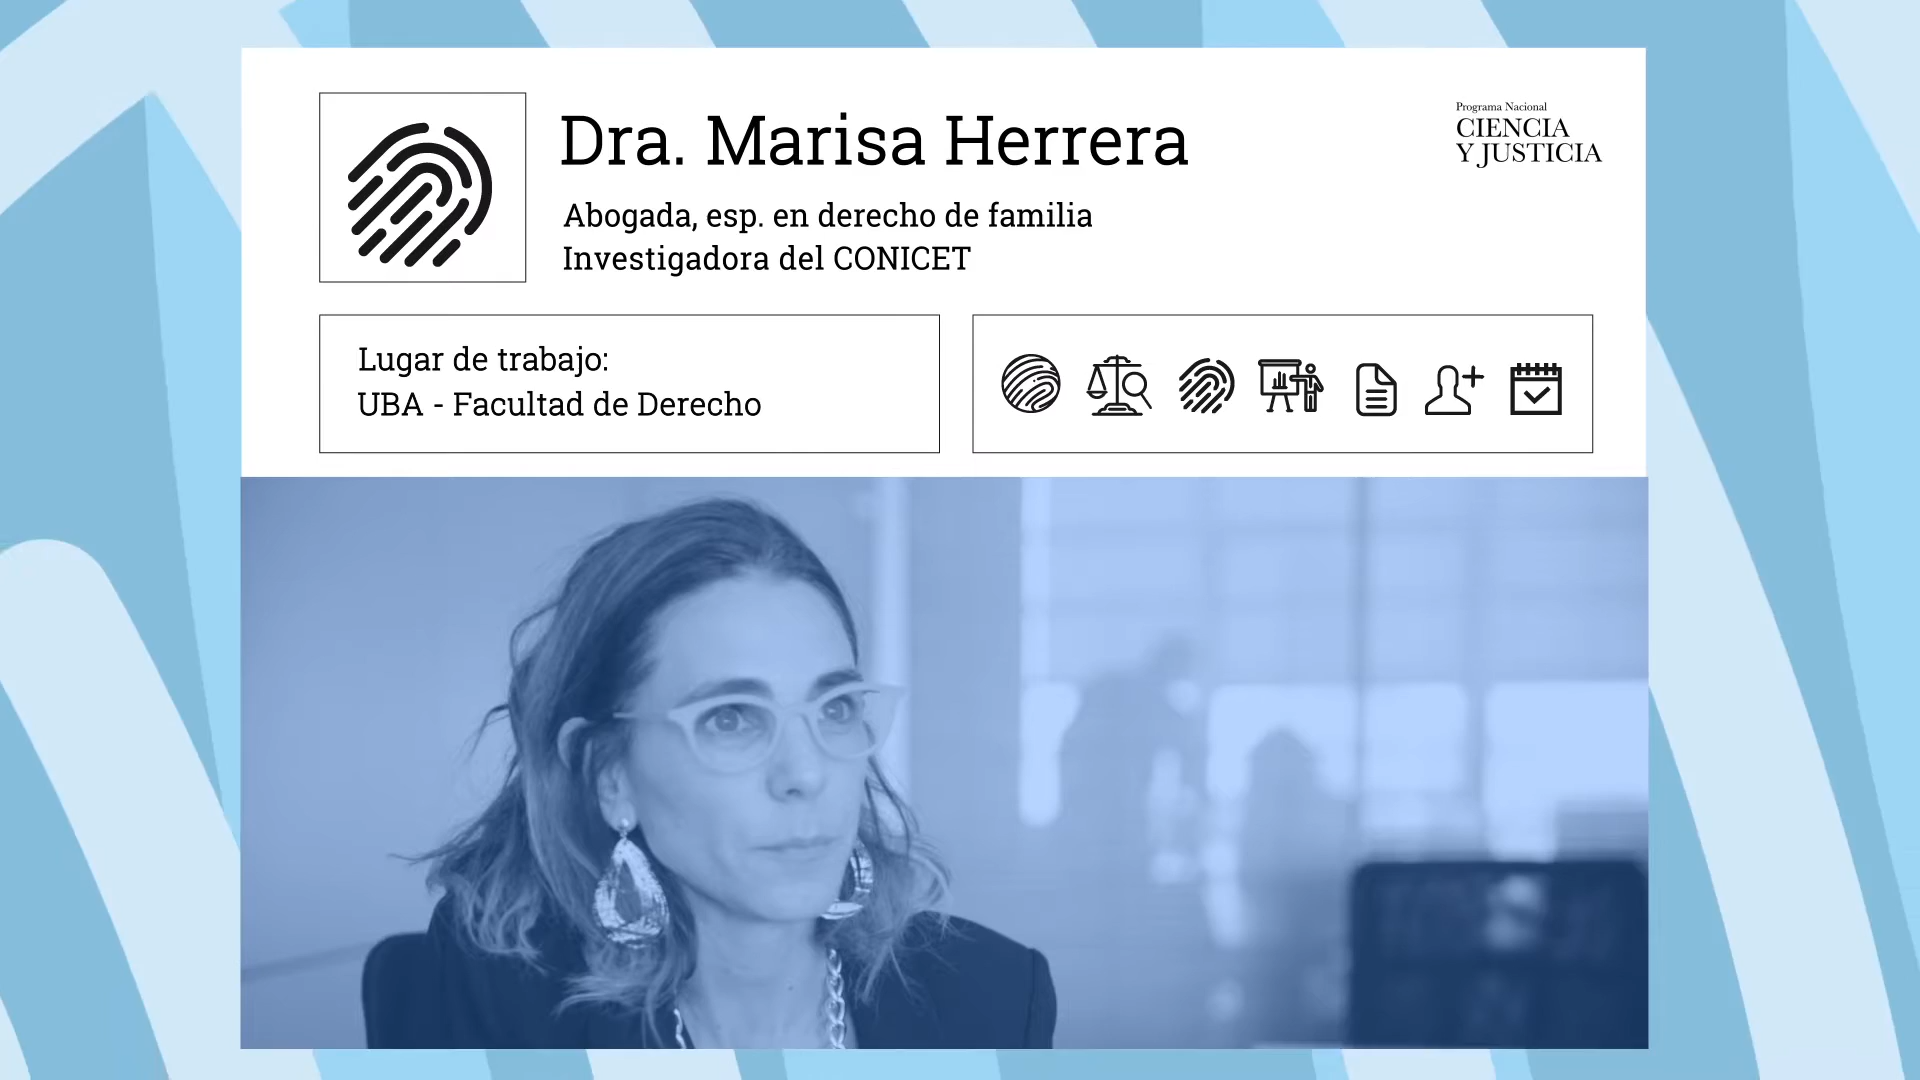 Dra. Marisa Herrera
Abogada, esp. en derecho de familia
Investigadora del CONICET
Programa Nacional
CIENCIA
Y JUSTICIA
Lugar de trabajo:
UBA - Facultad de Derecho